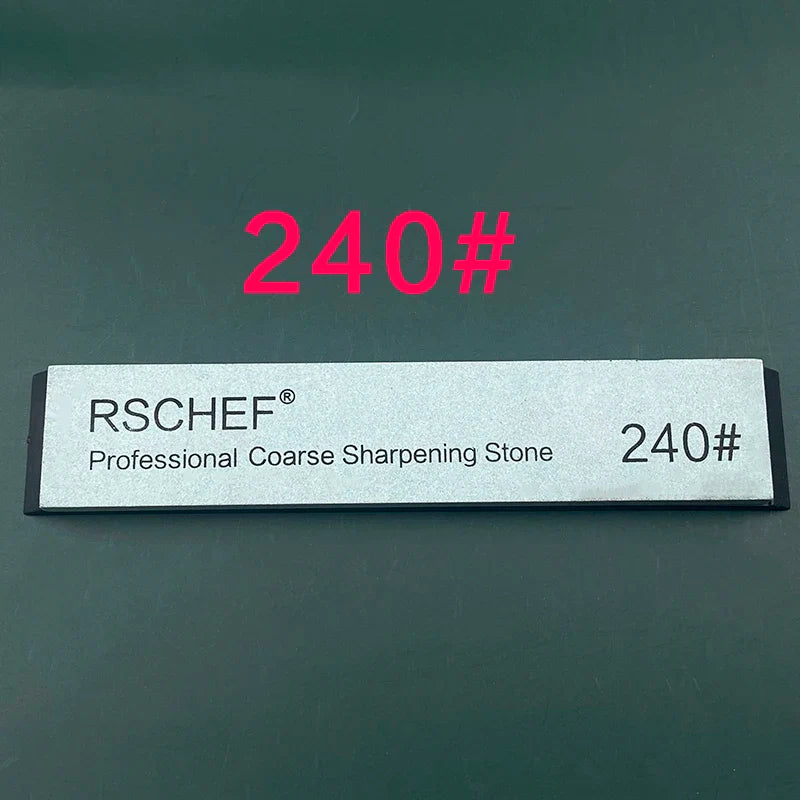 240#
RSCHEF®
Professional Coarse Sharpening Stone
240#